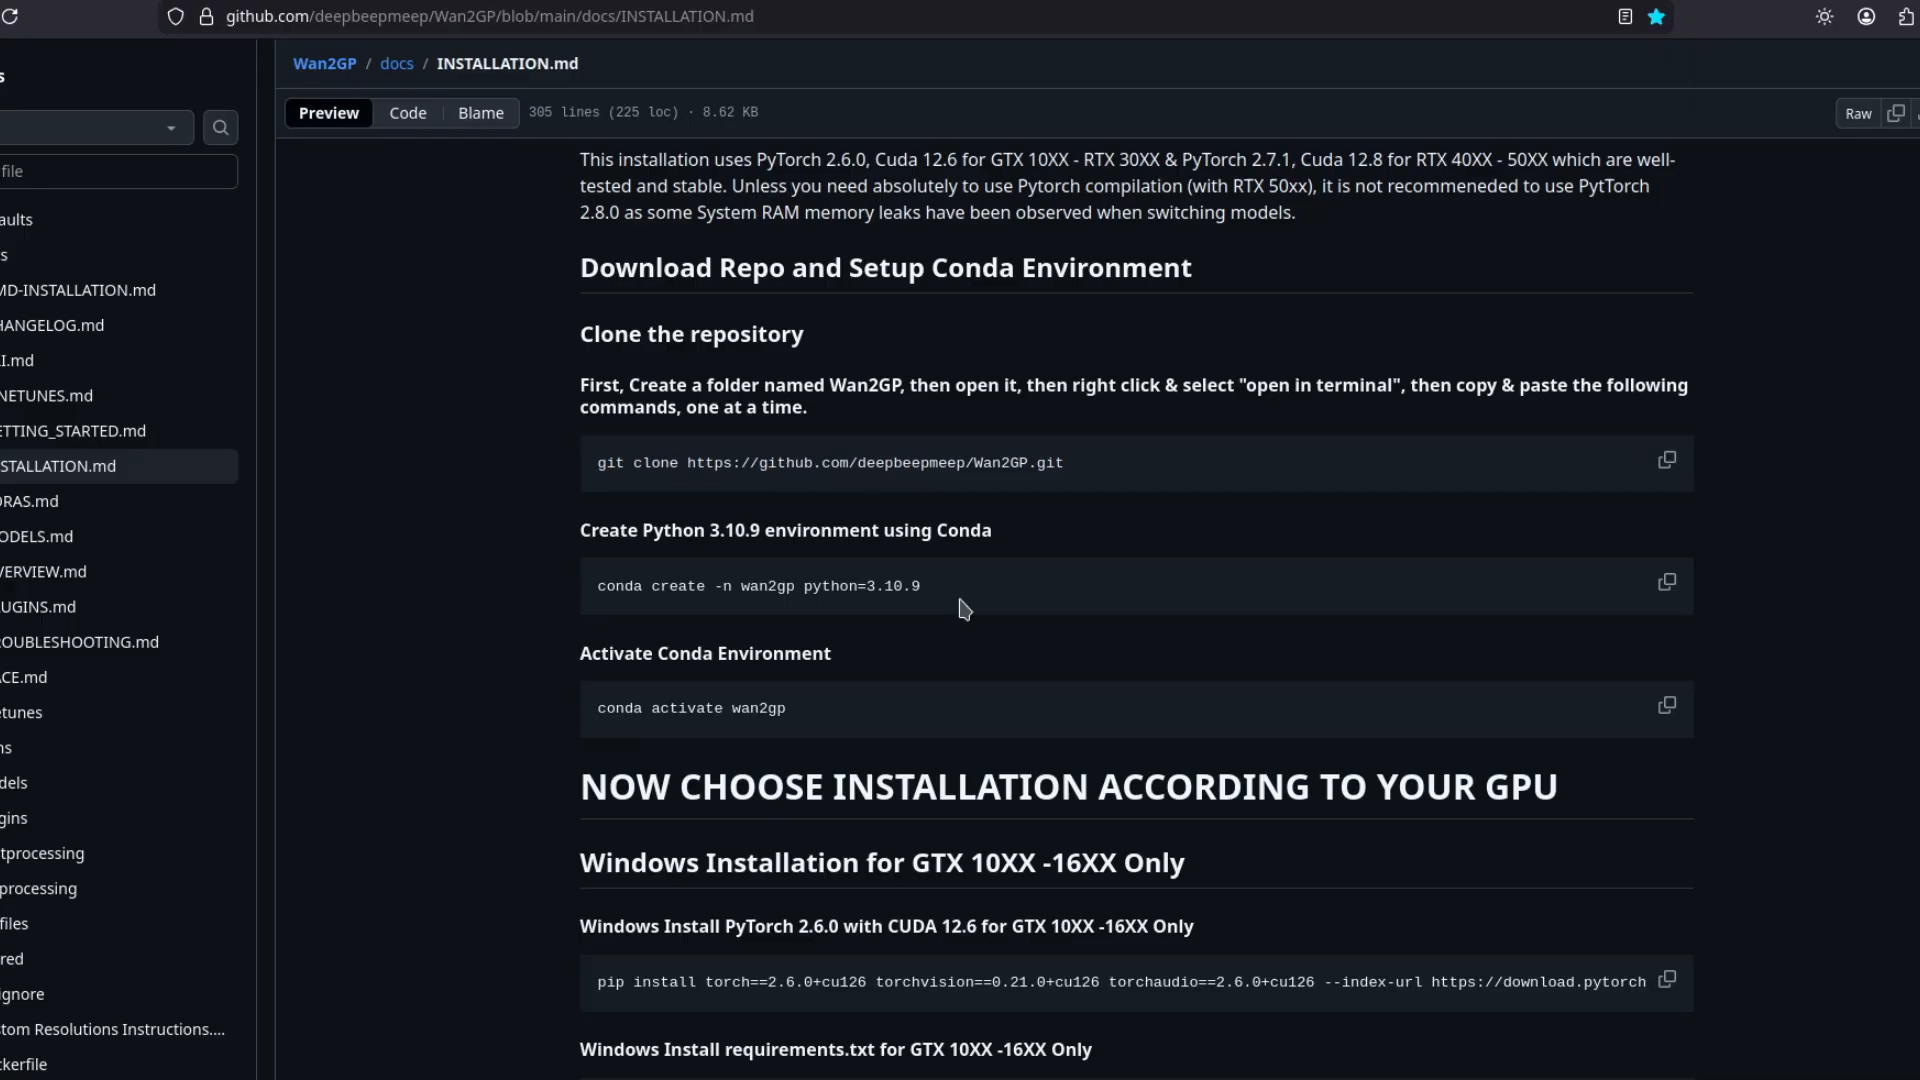 github.com/deepbeepmeep/Wan2GP/blob/main/docs/INSTALLATION.md
s
file
aults
s
MD-INSTALLATION.md
HANGELOG.md
I.md
NETUNES.md
ETTING_STARTED.md
STALLATION.md
ORAS.md
ODELS.md
VERVIEW.md
UGINS.md
ROUBLESHOOTING.md
ACE.md
etunes
ns
dels
gins
tprocessing
processing
files
red
ignore
tom Resolutions Instructions....
kerfile
Wan2GP / docs / INSTALLATION.md
Preview Code Blame 305 lines (225 loc) · 8.62 KB Raw
This installation uses PyTorch 2.6.0, Cuda 12.6 for GTX 10XX - RTX 30XX & PyTorch 2.7.1, Cuda 12.8 for RTX 40XX - 50XX which are well-
tested and stable. Unless you need absolutely to use Pytorch compilation (with RTX 50xx), it is not recommeneded to use PytTorch
2.8.0 as some System RAM memory leaks have been observed when switching models.
Download Repo and Setup Conda Environment
Clone the repository
First, Create a folder named Wan2GP, then open it, then right click & select "open in terminal", then copy & paste the following
commands, one at a time.
git clone https://github.com/deepbeepmeep/Wan2GP.git
Create Python 3.10.9 environment using Conda
conda create -n wan2gp python=3.10.9
Activate Conda Environment
conda activate wan2gp
NOW CHOOSE INSTALLATION ACCORDING TO YOUR GPU
Windows Installation for GTX 10XX -16XX Only
Windows Install PyTorch 2.6.0 with CUDA 12.6 for GTX 10XX -16XX Only
pip install torch==2.6.0+cu126 torchvision==0.21.0+cu126 torchaudio==2.6.0+cu126 --index-url https://download.pytorch
Windows Install requirements.txt for GTX 10XX -16XX Only